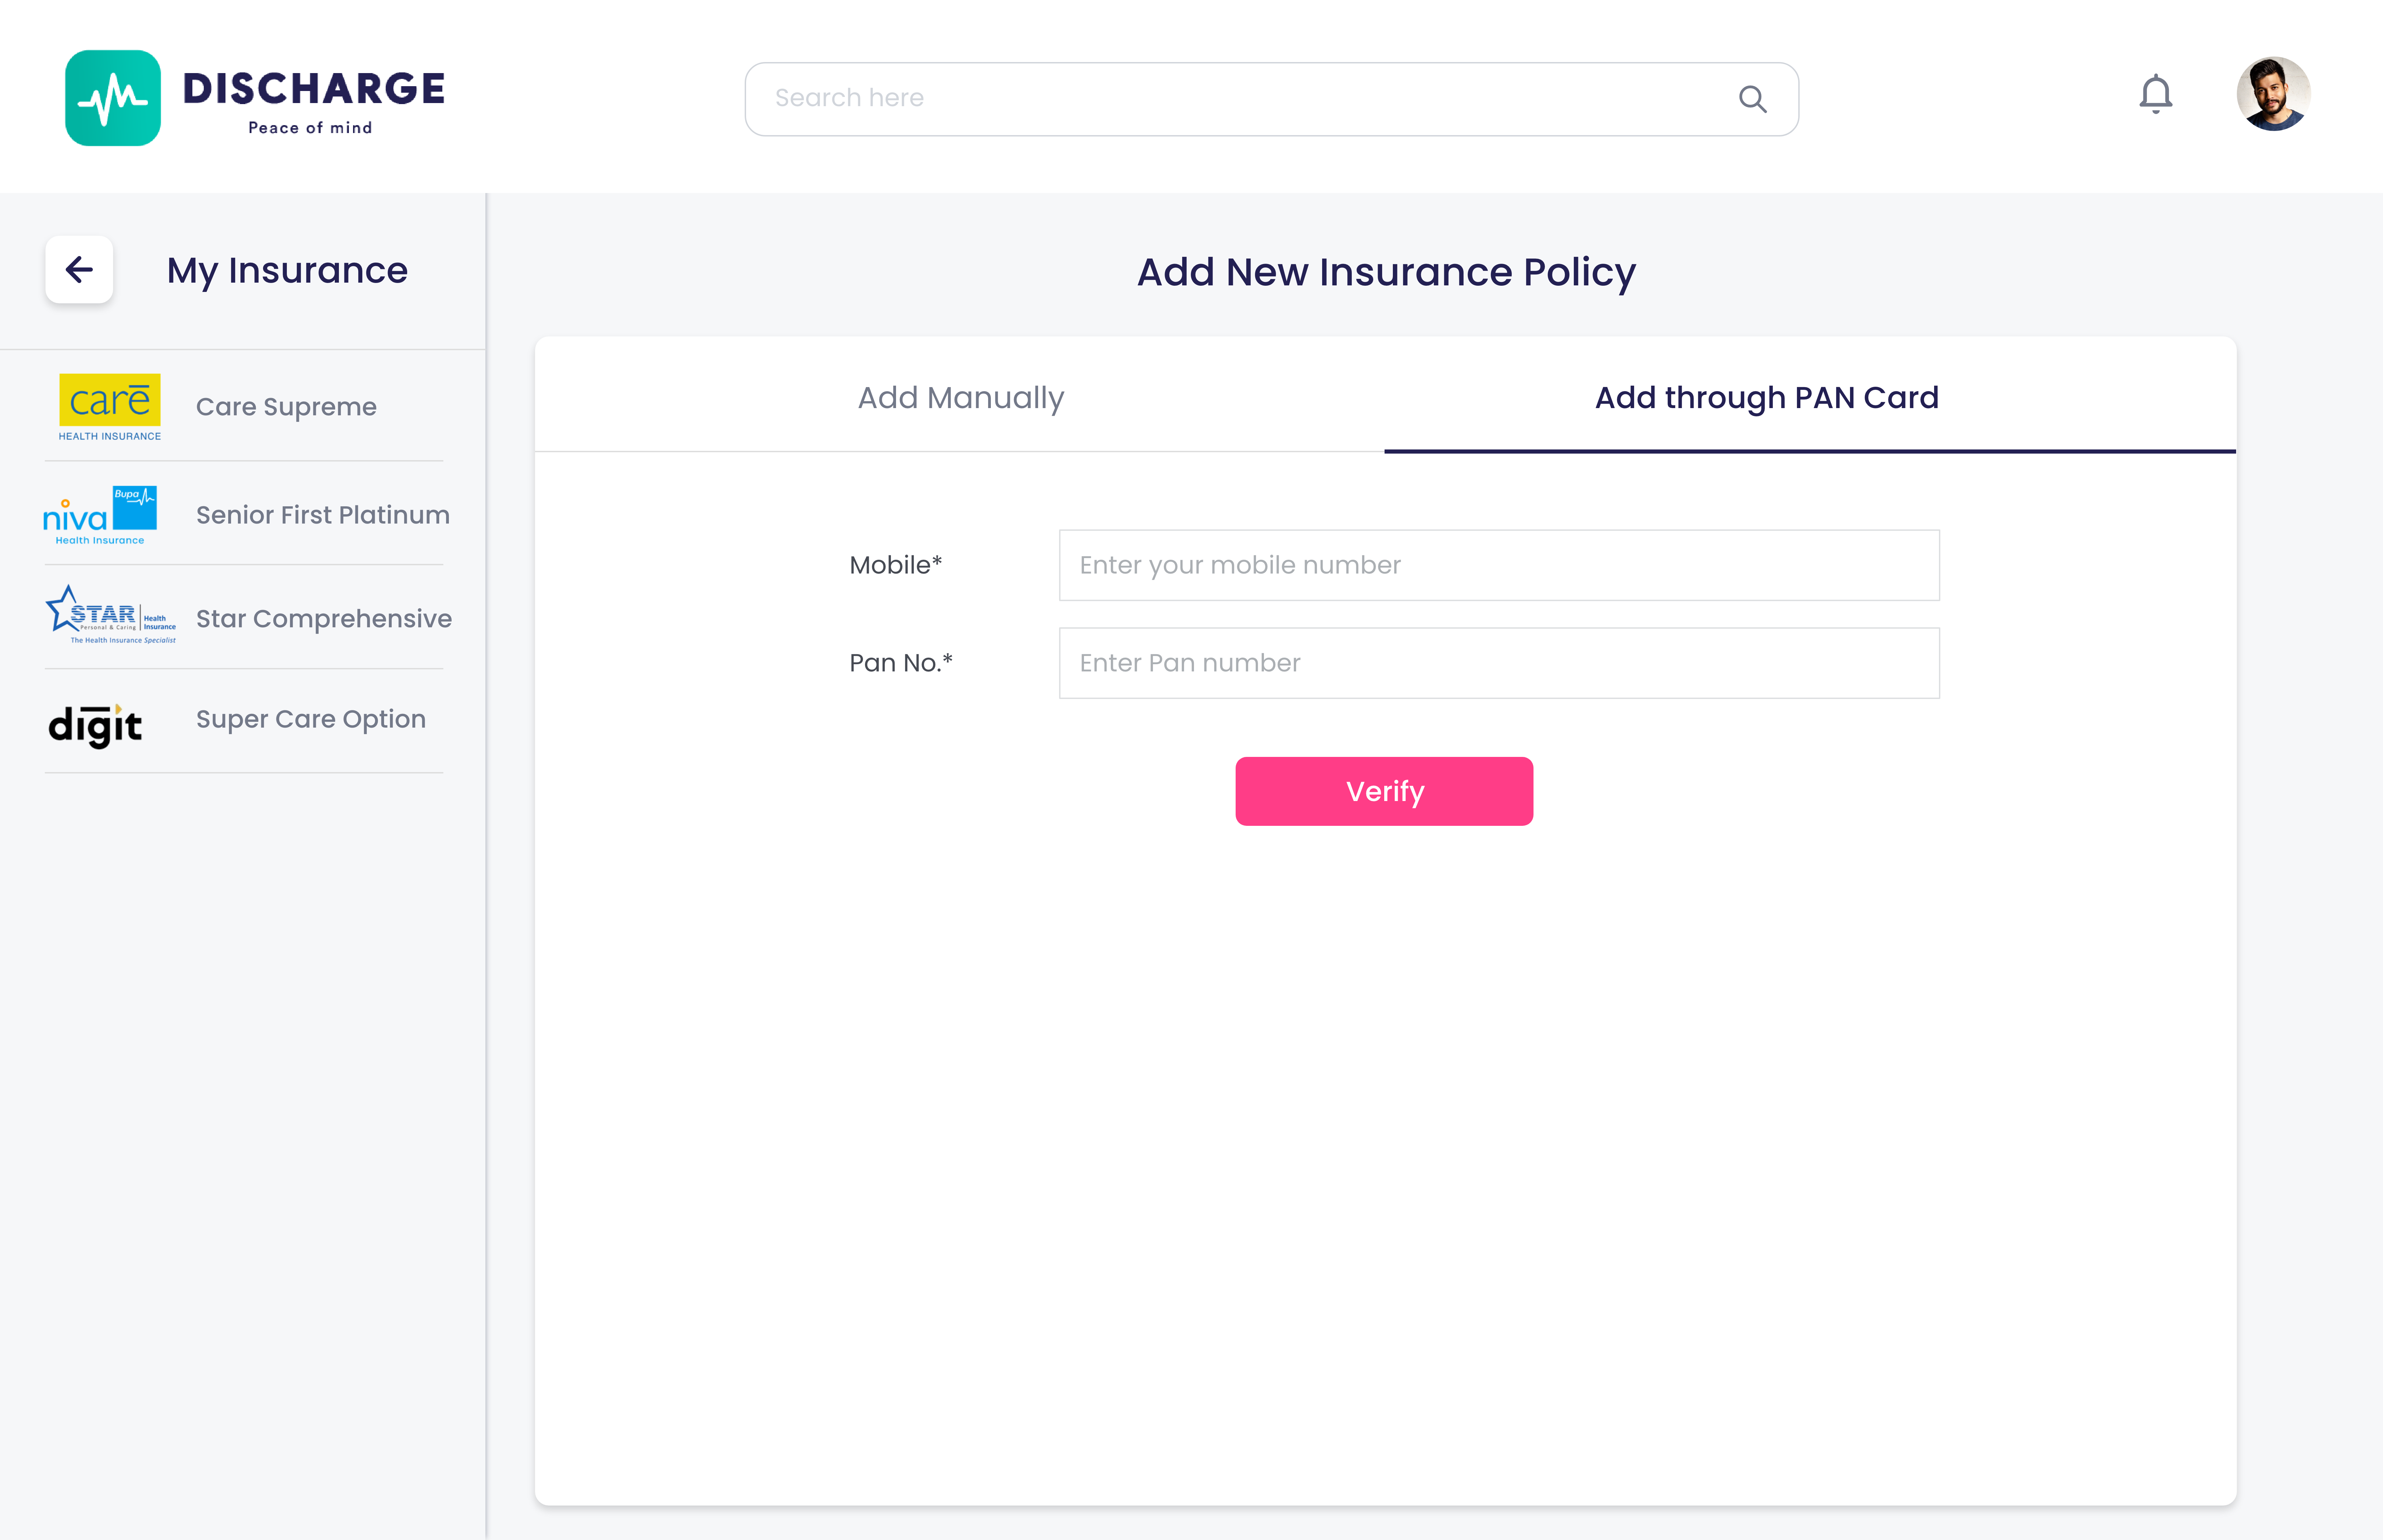 DISCHARGE
Peace of mind
Search here
My Insurance
care
HEALTH INSURANCE
Care Supreme
niva Bupa
Health Insurance
Senior First Platinum
STAR Health Insurance
Personal & Caring
The Health Insurance Specialist
Star Comprehensive
digit
Super Care Option
Add New Insurance Policy
Add Manually
Add through PAN Card
Mobile*
Enter your mobile number
Pan No.*
Enter Pan number
Verify